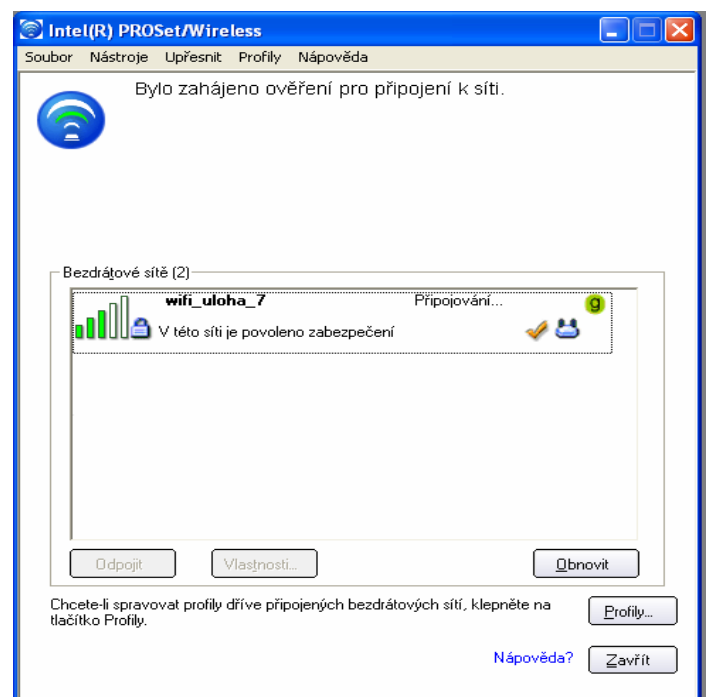 Intel(R) PROSet/Wireless
Soubor Nástroje Upřesnit Profily Nápověda
Bylo zahájeno ověření pro připojení k síti.
Bezdrátové sítě (2)
wifi_uloha_7 Připojování... g
V této síti je povoleno zabezpečení
Odpojit Vlastnosti... Obnovit
Chcete-li spravovat profily dříve připojených bezdrátových sítí, klepněte na
tlačítko Profily.
Profily...
Nápověda? Zavřít